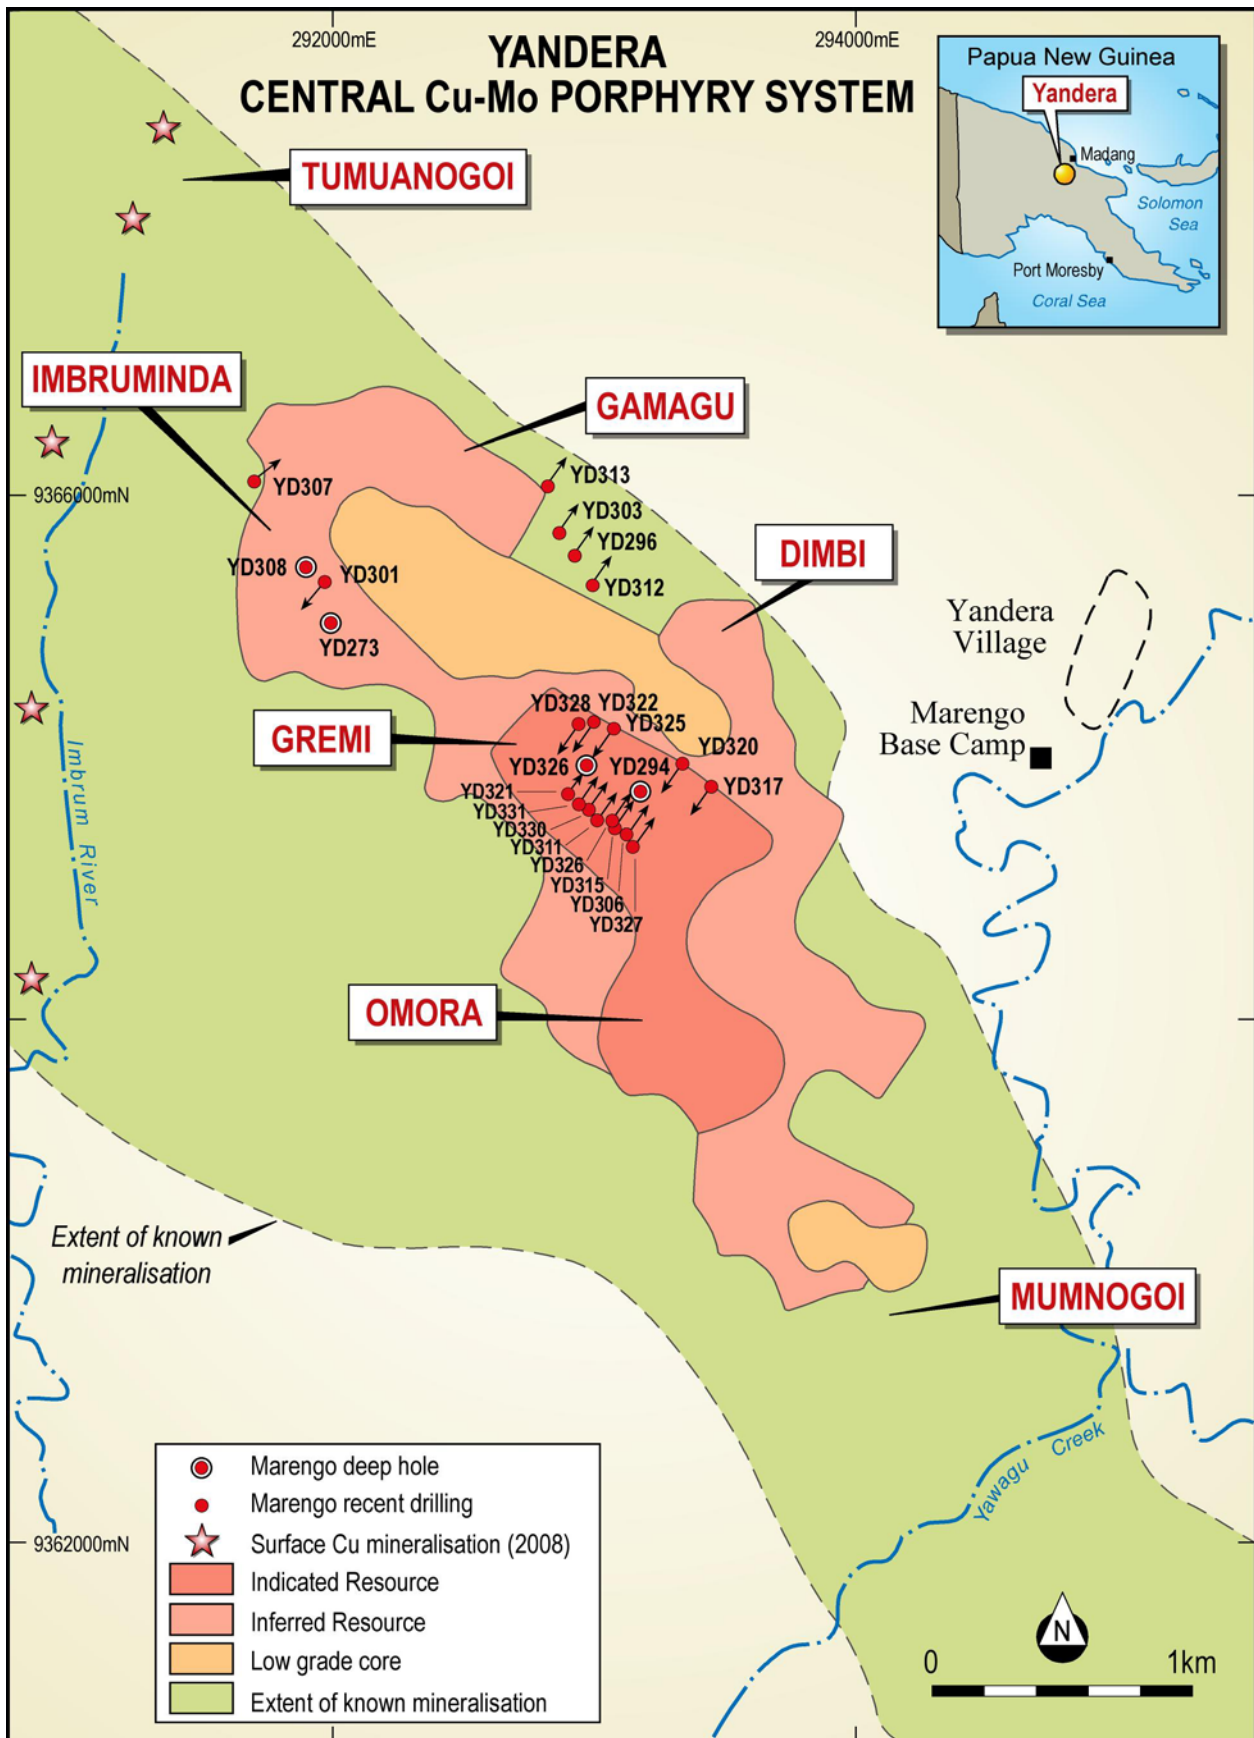 292000mE
294000mE
YANDERA
CENTRAL Cu-Mo PORPHYRY SYSTEM
Papua New Guinea
Yandera
Madang
Solomon
Sea
Port Moresby
Coral Sea
TUMUANOGOI
IMBRUMINDA
GAMAGU
YD313
YD307
9366000mN
YD303
YD296
DIMBI
YD308
YD301
YD312
YD273
Yandera
Village
YD328
YD322
YD325
GREMI
Marengo
Base Camp
YD320
YD326
YD294
YD317
YD321
YD331
YD330
YD311
YD326
YD315
YD306
YD327
Imbrum River
OMORA
Extent of known
mineralisation
MUMNOGOI
Yawagu Creek
Marengo deep hole
Marengo recent drilling
Surface Cu mineralisation (2008)
Indicated Resource
Inferred Resource
Low grade core
Extent of known mineralisation
9362000mN
N
0 1km